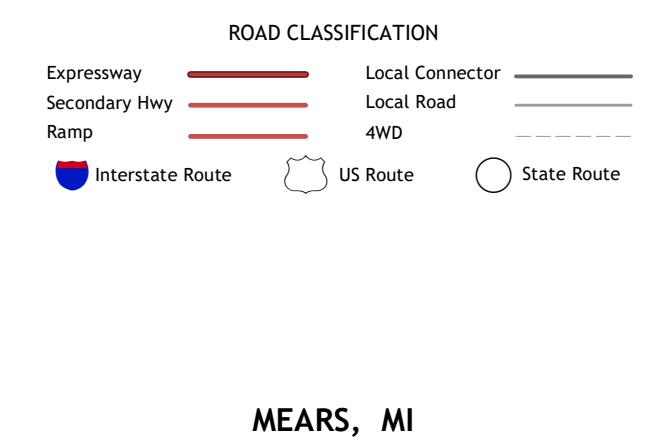 ROAD CLASSIFICATION
Expressway
Secondary Hwy
Ramp
Local Connector
Local Road
4WD
Interstate Route
US Route
State Route
MEARS, MI